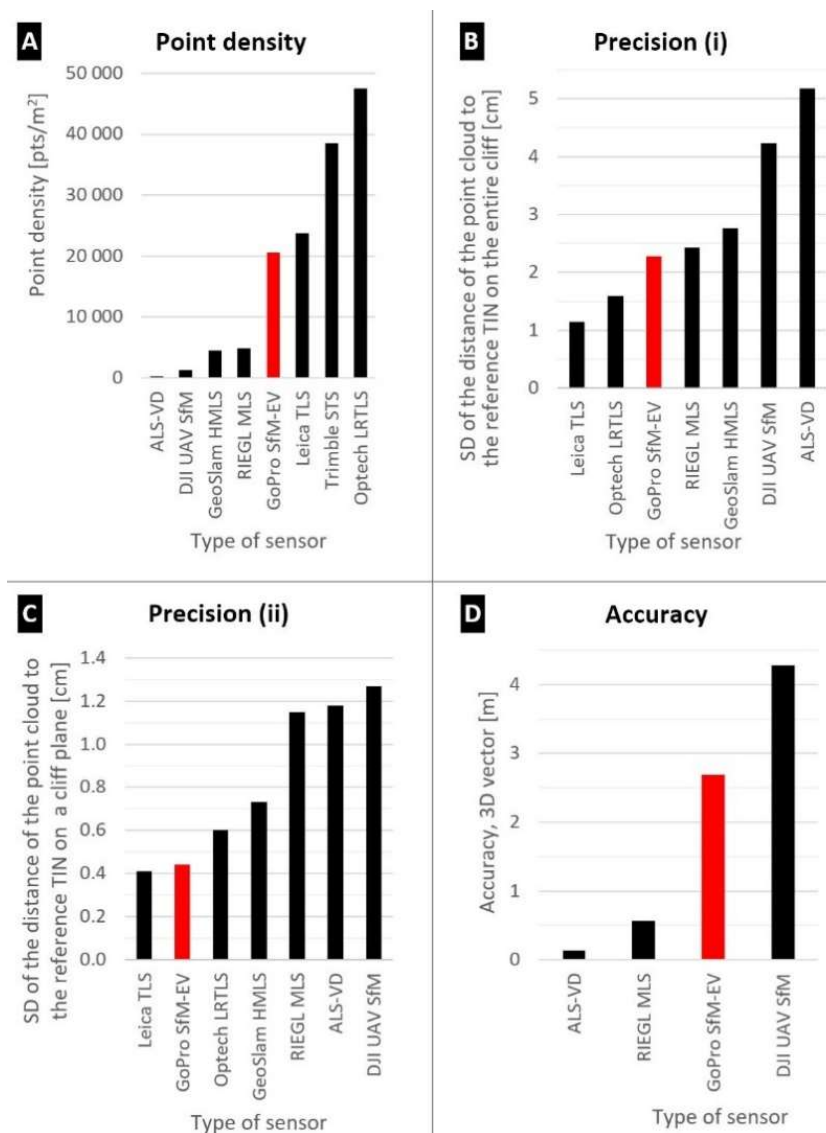 A Point density
Point density [pts/m²]
50 000
40 000
30 000
20 000
10 000
0
ALS-VD
DJI UAV SfM
GeoSlam HMLS
RIEGL MLS
GoPro SfM-EV
Leica TLS
Trimble STS
Optech LRTLS
Type of sensor
B Precision (i)
SD of the distance of the point cloud to
the reference TIN on the entire cliff [cm]
5
4
3
2
1
0
Leica TLS
Optech LRTLS
GoPro SfM-EV
RIEGL MLS
GeoSlam HMLS
DJI UAV SfM
ALS-VD
Type of sensor
C Precision (ii)
SD of the distance of the point cloud to
the reference TIN on a cliff plane [cm]
1.4
1.2
1.0
0.8
0.6
0.4
0.2
0.0
Leica TLS
GoPro SfM-EV
Optech LRTLS
GeoSlam HMLS
RIEGL MLS
ALS-VD
DJI UAV SfM
Type of sensor
D Accuracy
Accuracy, 3D vector [m]
4
3
2
1
0
ALS-VD
RIEGL MLS
GoPro SfM-EV
DJI UAV SfM
Type of sensor